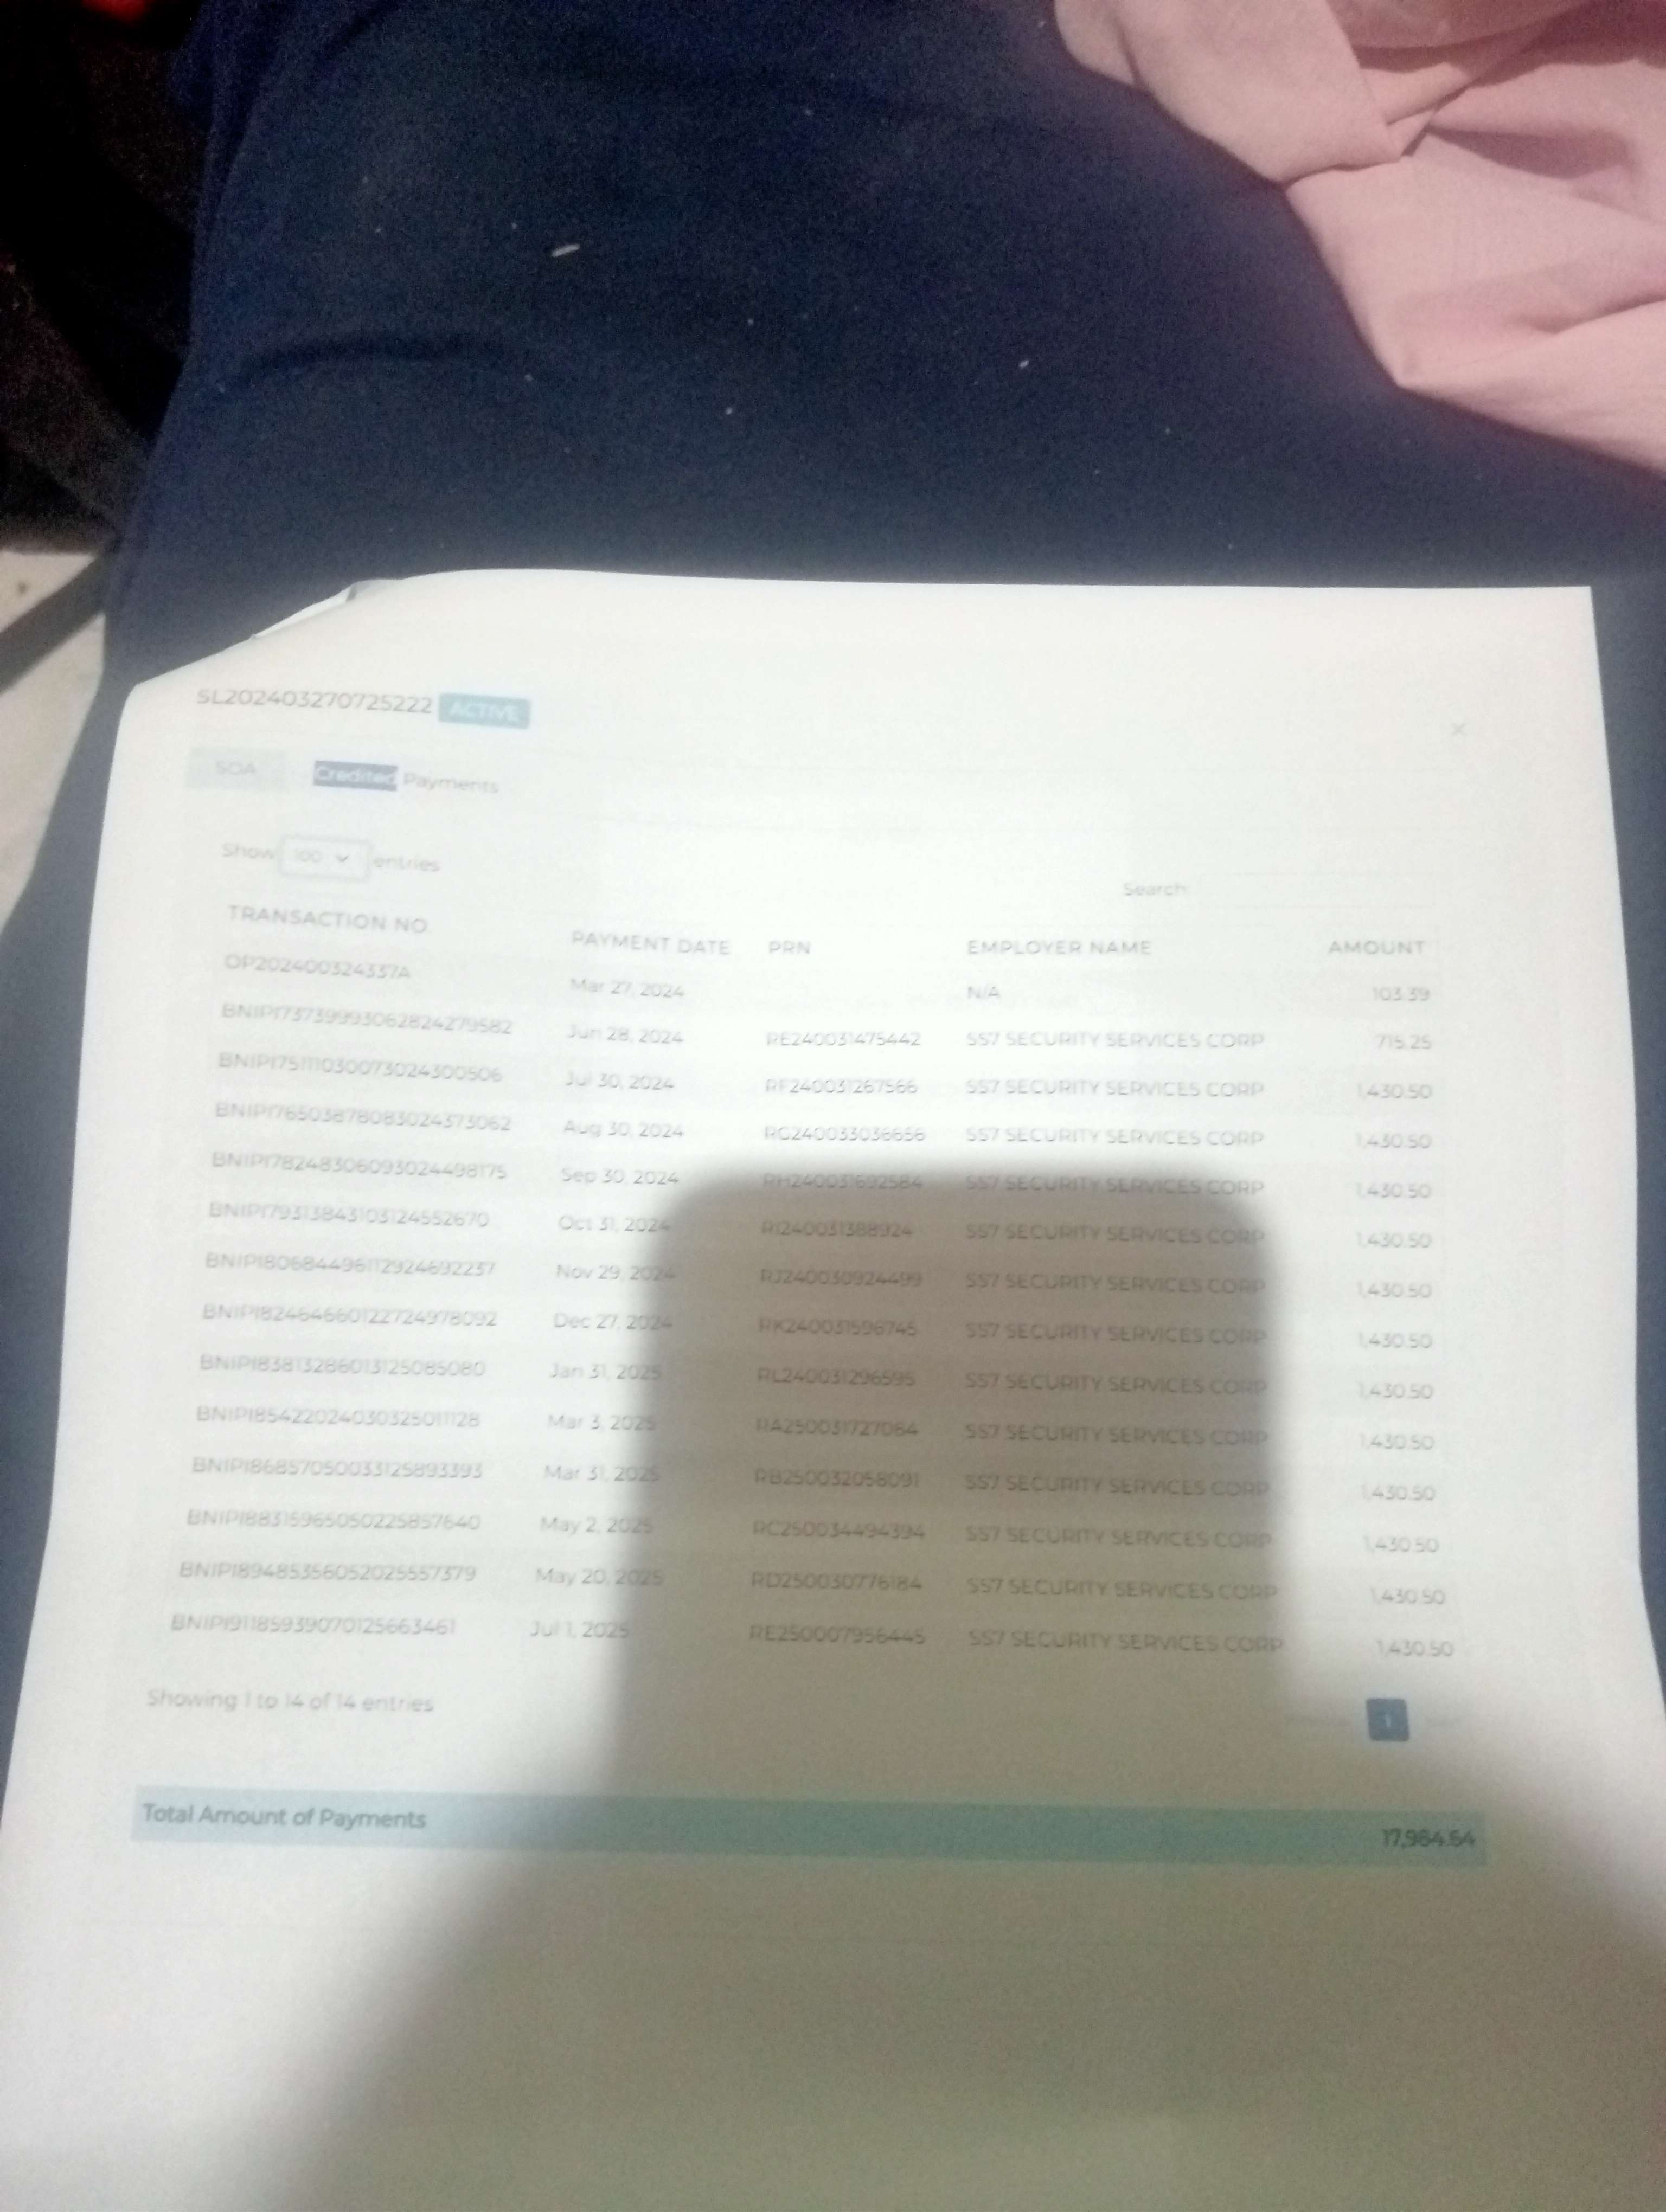 SL202403270725222 ACTIVE
×
SOA Credited Payments
Show 100 entries
Search:
TRANSACTION NO. PAYMENT DATE PRN EMPLOYER NAME AMOUNT
OP202400324337A Mar 27, 2024 N/A 103.39
BNIPI73739993062824279582 Jun 28, 2024 RE240031475442 SS7 SECURITY SERVICES CORP 715.25
BNIPI75111030073024300506 Jul 30, 2024 RF240031267566 SS7 SECURITY SERVICES CORP 1,430.50
BNIPI76503878083024373062 Aug 30, 2024 RG240033036656 SS7 SECURITY SERVICES CORP 1,430.50
BNIPI78248306093024498175 Sep 30, 2024 RH240031692584 SS7 SECURITY SERVICES CORP 1,430.50
BNIPI79313843103124552670 Oct 31, 2024 RI240031388924 SS7 SECURITY SERVICES CORP 1,430.50
BNIPI80684496112924692237 Nov 29, 2024 RJ240030924499 SS7 SECURITY SERVICES CORP 1,430.50
BNIPI82464660122724978092 Dec 27, 2024 RK240031596745 SS7 SECURITY SERVICES CORP 1,430.50
BNIPI83813286013125085080 Jan 31, 2025 RL240031296595 SS7 SECURITY SERVICES CORP 1,430.50
BNIPI85422024030325011128 Mar 3, 2025 RA250031727064 SS7 SECURITY SERVICES CORP 1,430.50
BNIPI86857050033125893393 Mar 31, 2025 RB250032058091 SS7 SECURITY SERVICES CORP 1,430.50
BNIPI88315965050225857640 May 2, 2025 RC250034494394 SS7 SECURITY SERVICES CORP 1,430.50
BNIPI89485356052025557379 May 20, 2025 RD250030776184 SS7 SECURITY SERVICES CORP 1,430.50
BNIPI91185939070125663461 Jul 1, 2025 RE250007956445 SS7 SECURITY SERVICES CORP 1,430.50
Showing 1 to 14 of 14 entries
1
Total Amount of Payments 17,984.64